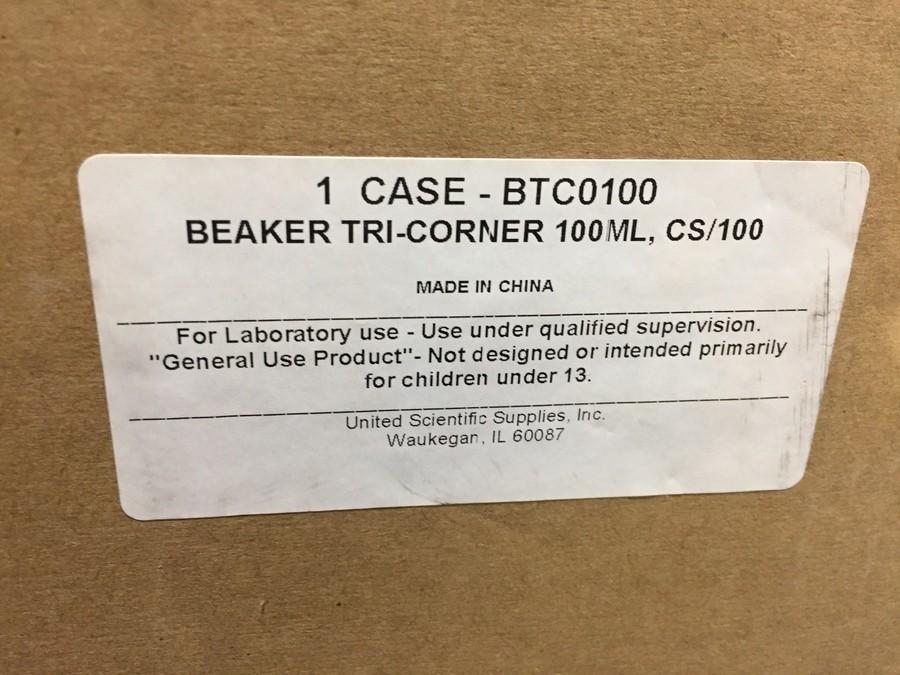 1 CASE - BTC0100
BEAKER TRI-CORNER 100ML, CS/100
MADE IN CHINA
For Laboratory use - Use under qualified supervision.
"General Use Product"- Not designed or intended primarily
for children under 13.
United Scientific Supplies, Inc.
Waukegan, IL 60087